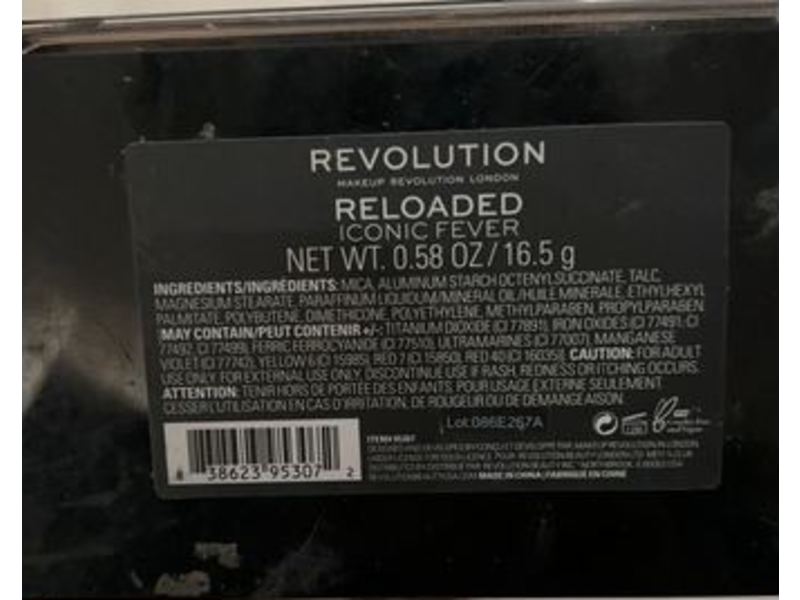 REVOLUTION
MAKEUP REVOLUTION LONDON
RELOADED
ICONIC FEVER
NET WT. 0.58 OZ/16.5 g
INGREDIENTS/INGRÉDIENTS: MICA, ALUMINUM STARCH OCTENYLSUCCINATE, TALC,
MAGNESIUM STEARATE, PARAFFINUM LIQUIDUM/MINERAL OIL/HUILE MINERALE, ETHYLHEXYL
PALMITATE, POLYBUTENE, DIMETHICONE, POLYETHYLENE, METHYLPARABEN, PROPYLPARABEN.
MAY CONTAIN/PEUT CONTENIR +/-: TITANIUM DIOXIDE (CI 77891), IRON OXIDES (CI 77491, CI
77492, CI 77499), FERRIC FERROCYANIDE (CI 77510), ULTRAMARINES (CI 77007), MANGANESE
VIOLET (CI 77742), YELLOW 6 (CI 15985), RED 7 (CI 15850), RED 40 (CI 16035). CAUTION: FOR ADULT
USE ONLY. FOR EXTERNAL USE ONLY. DISCONTINUE USE IF RASH, REDNESS OR ITCHING OCCURS.
ATTENTION: TENIR HORS DE PORTÉE DES ENFANTS. POUR USAGE EXTERNE SEULEMENT.
CESSER L'UTILISATION EN CAS D'IRRITATION, DE ROUGEUR OU DE DÉMANGEAISON.
Lot:086E267A
8 38623 95307 2
MADE IN CHINA / FABRIQUÉ EN CHINE